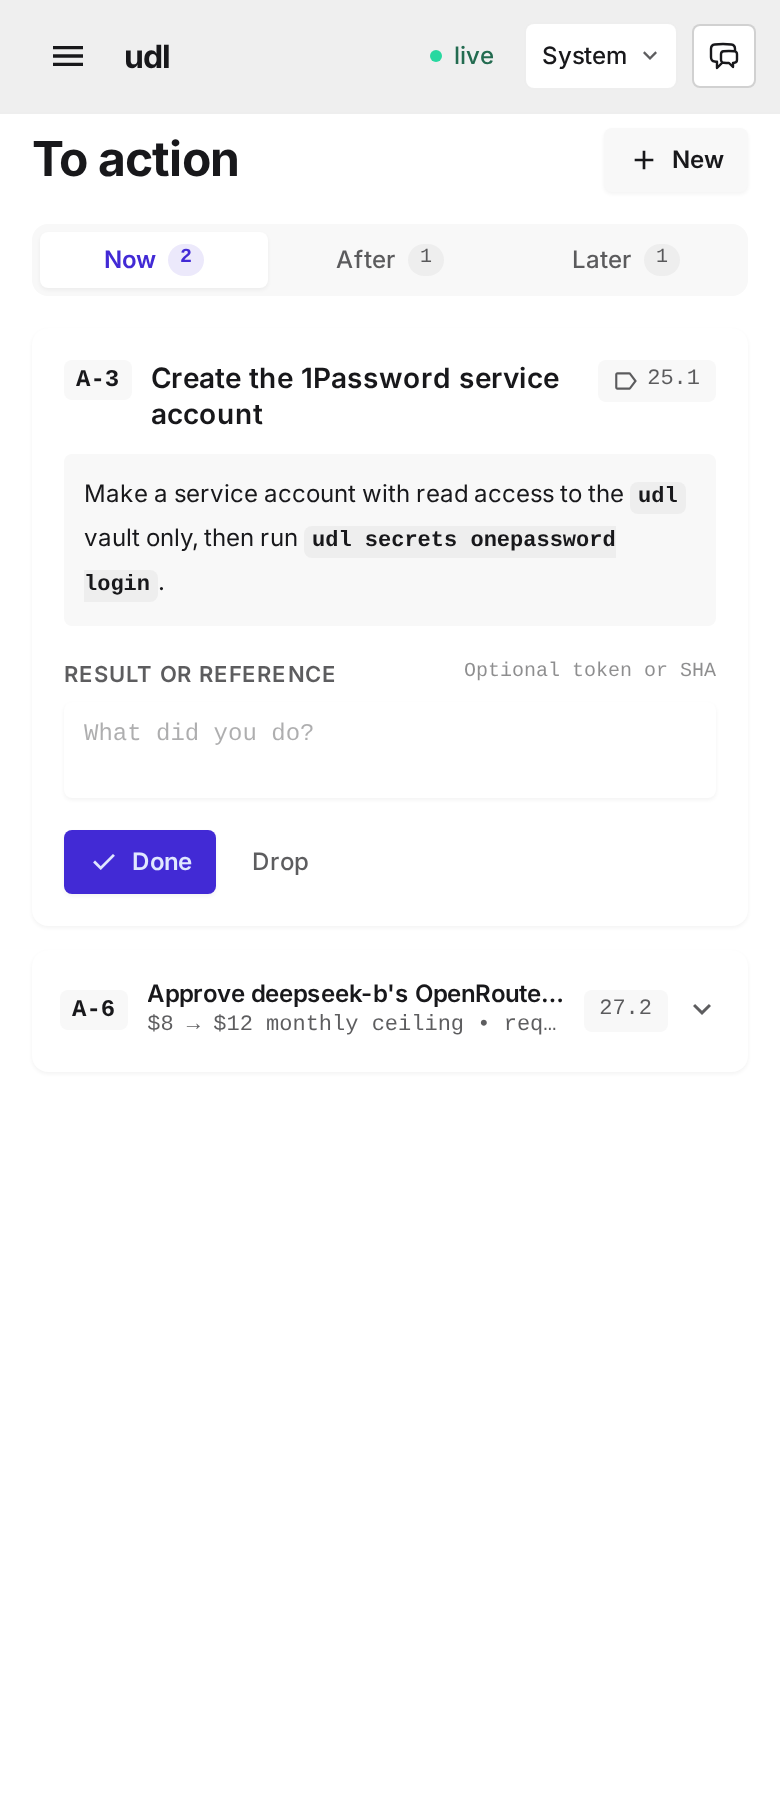 udl
live
System
To action
New
Now 2
After 1
Later 1
A-3
Create the 1Password service
account
25.1
Make a service account with read access to the udl
vault only, then run udl secrets onepassword
login.
RESULT OR REFERENCE
Optional token or SHA
What did you do?
Done
Drop
A-6
Approve deepseek-b's OpenRoute…
$8 → $12 monthly ceiling • req…
27.2